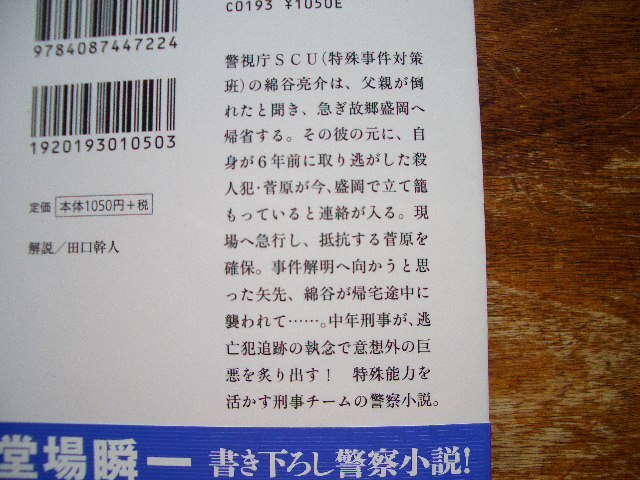 C0193 ¥1050E
9784087447224
1920193010503
定価 本体1050円+税
解説／田口幹人
警視庁SCU(特殊事件対策
班)の綿谷亮介は、父親が倒
れたと聞き、急ぎ故郷盛岡へ
帰省する。その彼の元に、自
身が6年前に取り逃がした殺
人犯・菅原が今、盛岡で立て籠
もっていると連絡が入る。現
場へ急行し、抵抗する菅原を
確保。事件解明へ向かうと思
った矢先、綿谷が帰宅途中に
襲われて……。中年刑事が、逃
亡犯追跡の執念で意想外の巨
悪を炙り出す！ 特殊能力を
活かす刑事チームの警察小説。
堂場瞬一 書き下ろし警察小説!